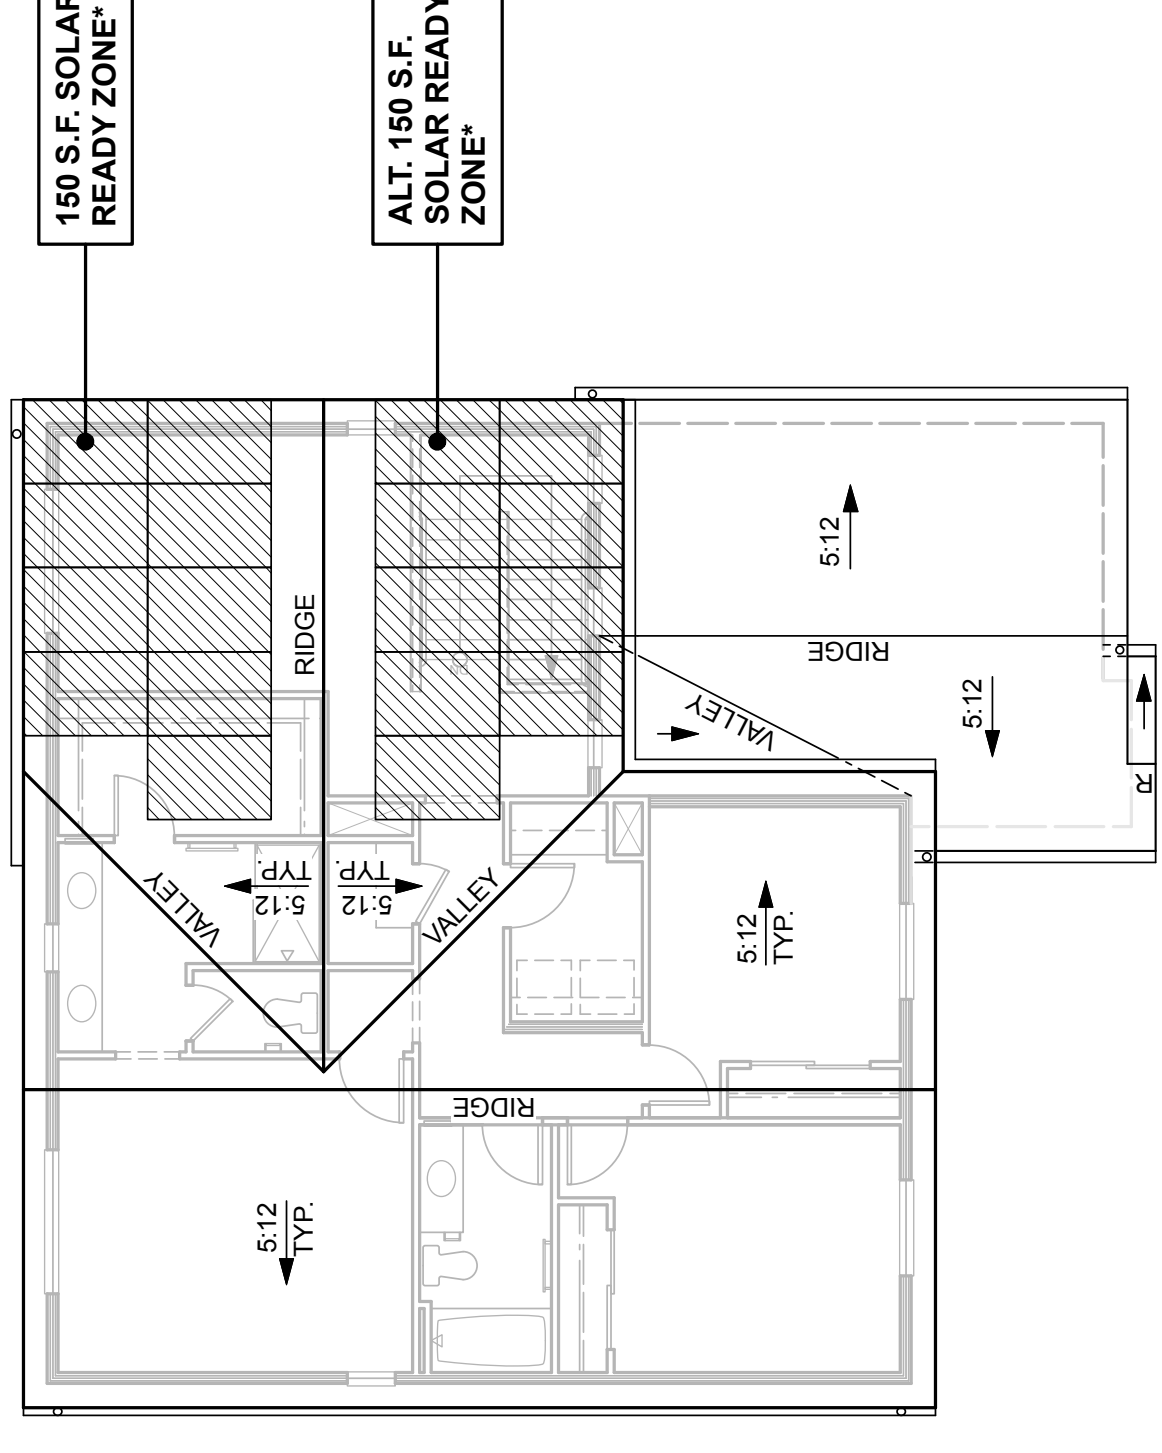 150 S.F. SOLAR
READY ZONE*
ALT. 150 S.F.
SOLAR READY
ZONE*
RIDGE
5:12
RIDGE
VALLEY
5:12
R
VALLEY
5:12
TYP.
5:12
TYP.
VALLEY
5:12
TYP.
RIDGE
5:12
TYP.
DN